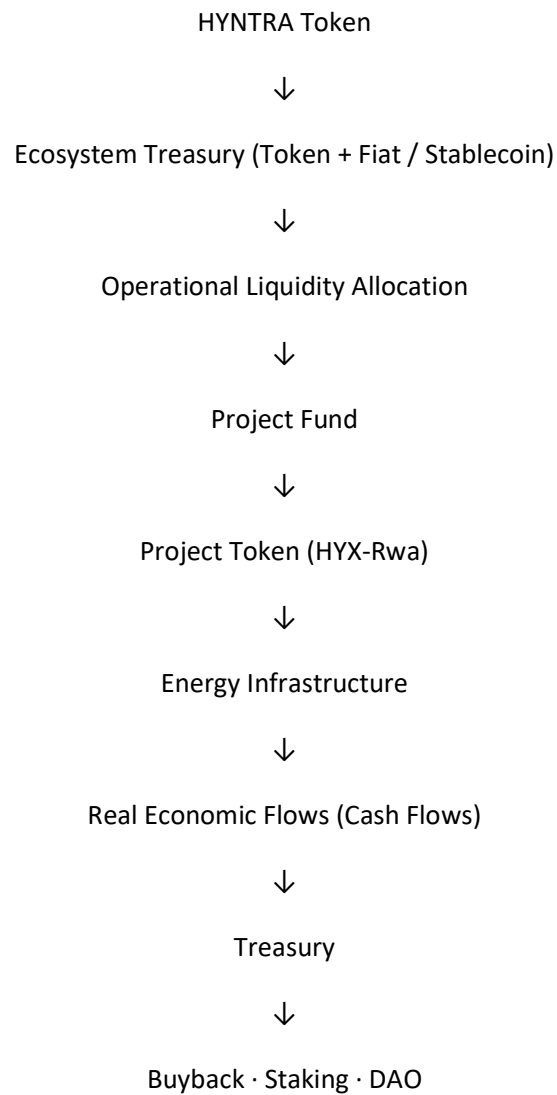 HYNTRA Token
↓
Ecosystem Treasury (Token + Fiat / Stablecoin)
↓
Operational Liquidity Allocation
↓
Project Fund
↓
Project Token (HYX-Rwa)
↓
Energy Infrastructure
↓
Real Economic Flows (Cash Flows)
↓
Treasury
↓
Buyback · Staking · DAO